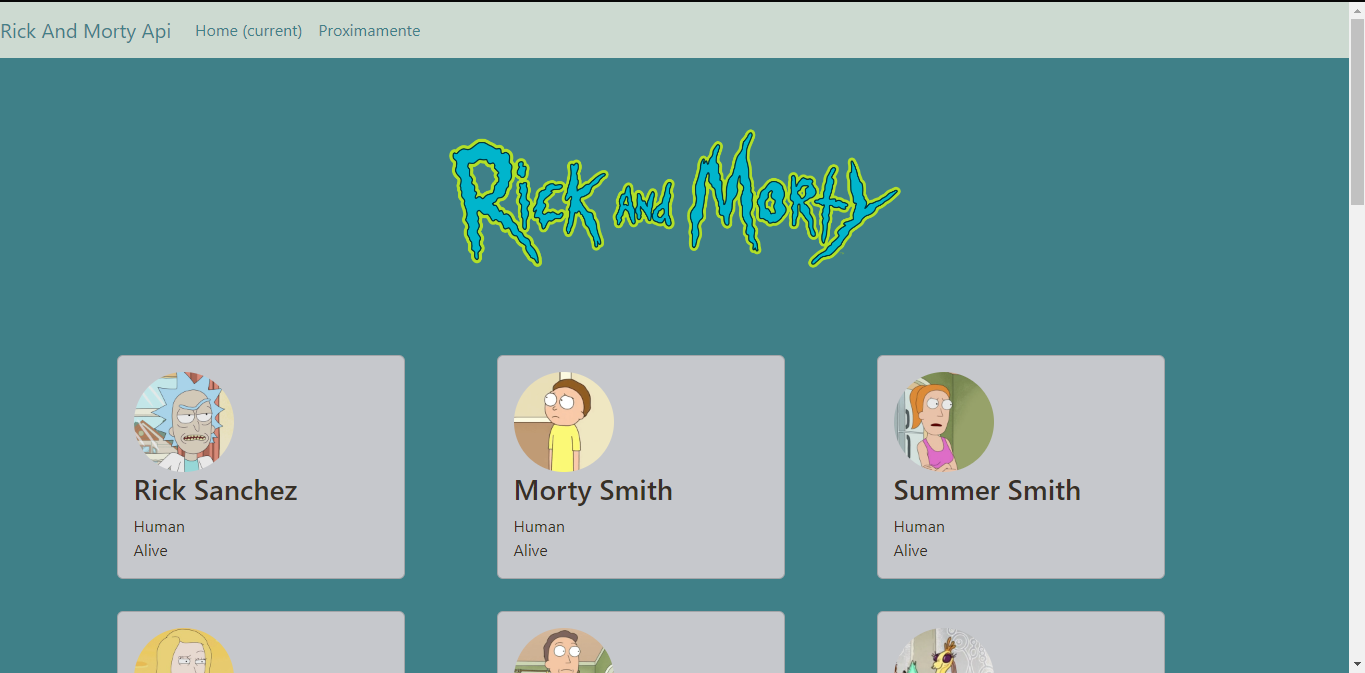 Rick And Morty Api Home (current) Proximamente
Rick AND Morty
Rick Sanchez
Human
Alive
Morty Smith
Human
Alive
Summer Smith
Human
Alive